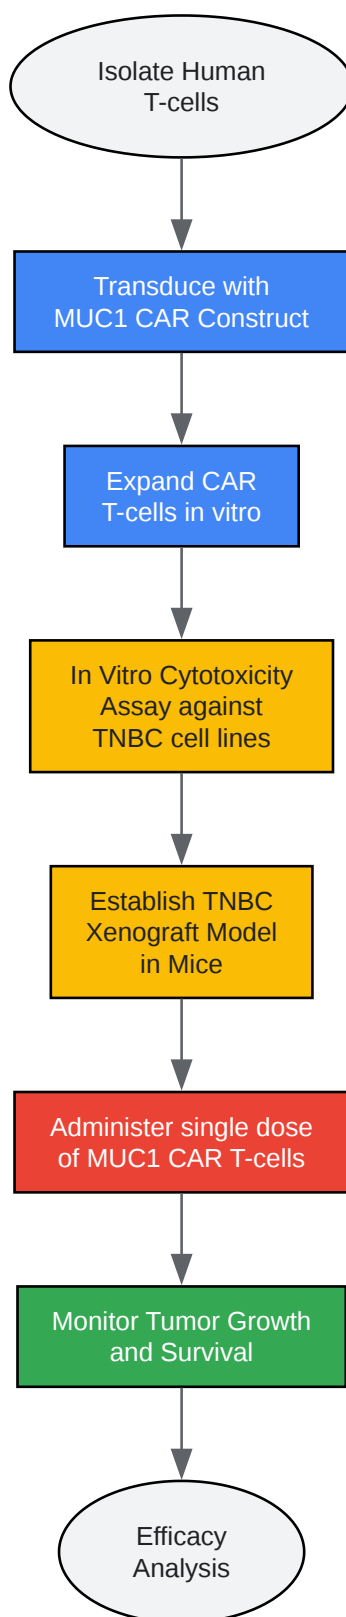 Isolate Human
T-cells
Transduce with
MUC1 CAR Construct
Expand CAR
T-cells in vitro
In Vitro Cytotoxicity
Assay against
TNBC cell lines
Establish TNBC
Xenograft Model
in Mice
Administer single dose
of MUC1 CAR T-cells
Monitor Tumor Growth
and Survival
Efficacy
Analysis